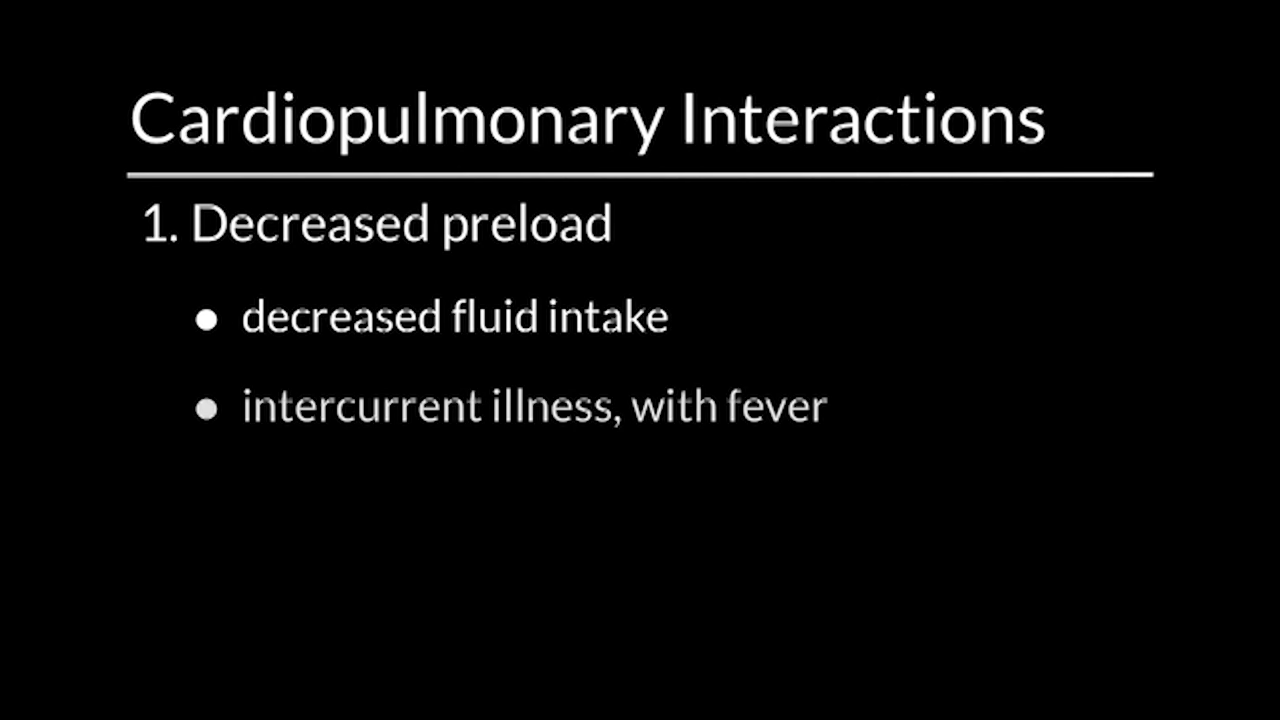 Cardiopulmonary Interactions
1. Decreased preload
● decreased fluid intake
● intercurrent illness, with fever